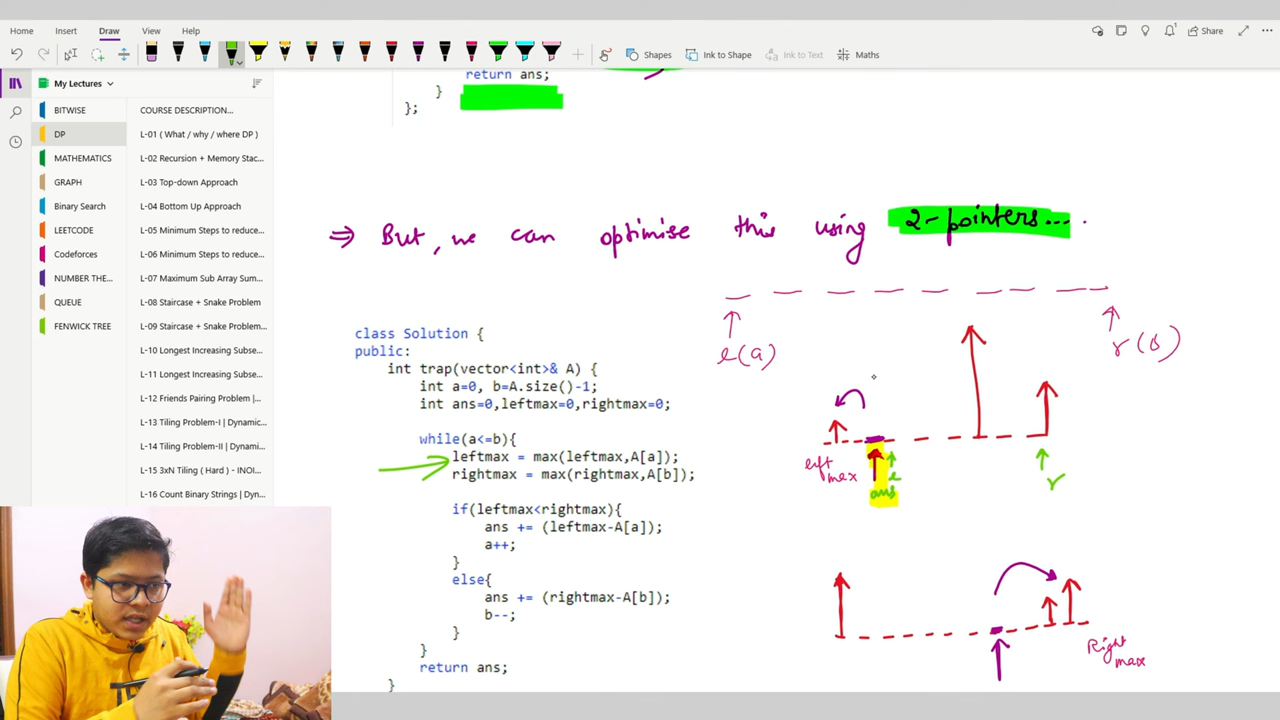 Home Insert Draw View Help
Share
Shapes Ink to Shape Ink to Text Maths
My Lectures
BITWISE COURSE DESCRIPTION...
DP L-01 ( What / why / where DP )
MATHEMATICS L-02 Recursion + Memory Stac...
GRAPH L-03 Top-down Approach
Binary Search L-04 Bottom Up Approach
LEETCODE L-05 Minimum Steps to reduce...
Codeforces L-06 Minimum Steps to reduce...
NUMBER THE... L-07 Maximum Sub Array Sum...
QUEUE L-08 Staircase + Snake Problem
FENWICK TREE L-09 Staircase + Snake Problem...
L-10 Longest Increasing Subse...
L-11 Longest Increasing Subse...
L-12 Friends Pairing Problem |...
L-13 Tiling Problem-I | Dynamic...
L-14 Tiling Problem-II | Dynami...
L-15 3xN Tiling ( Hard ) - INOI...
L-16 Count Binary Strings | Dyn...
return ans;
}
};
⇒ But, we can optimise this using 2-pointers....
l(a) r(b)
class Solution {
public:
int trap(vector<int>& A) {
int a=0, b=A.size()-1;
int ans=0,leftmax=0,rightmax=0;
while(a<=b){
leftmax = max(leftmax,A[a]);
rightmax = max(rightmax,A[b]);
if(leftmax<rightmax){
ans += (leftmax-A[a]);
a++;
}
else{
ans += (rightmax-A[b]);
b--;
}
}
return ans;
}
left max
l
ans
r
Right max